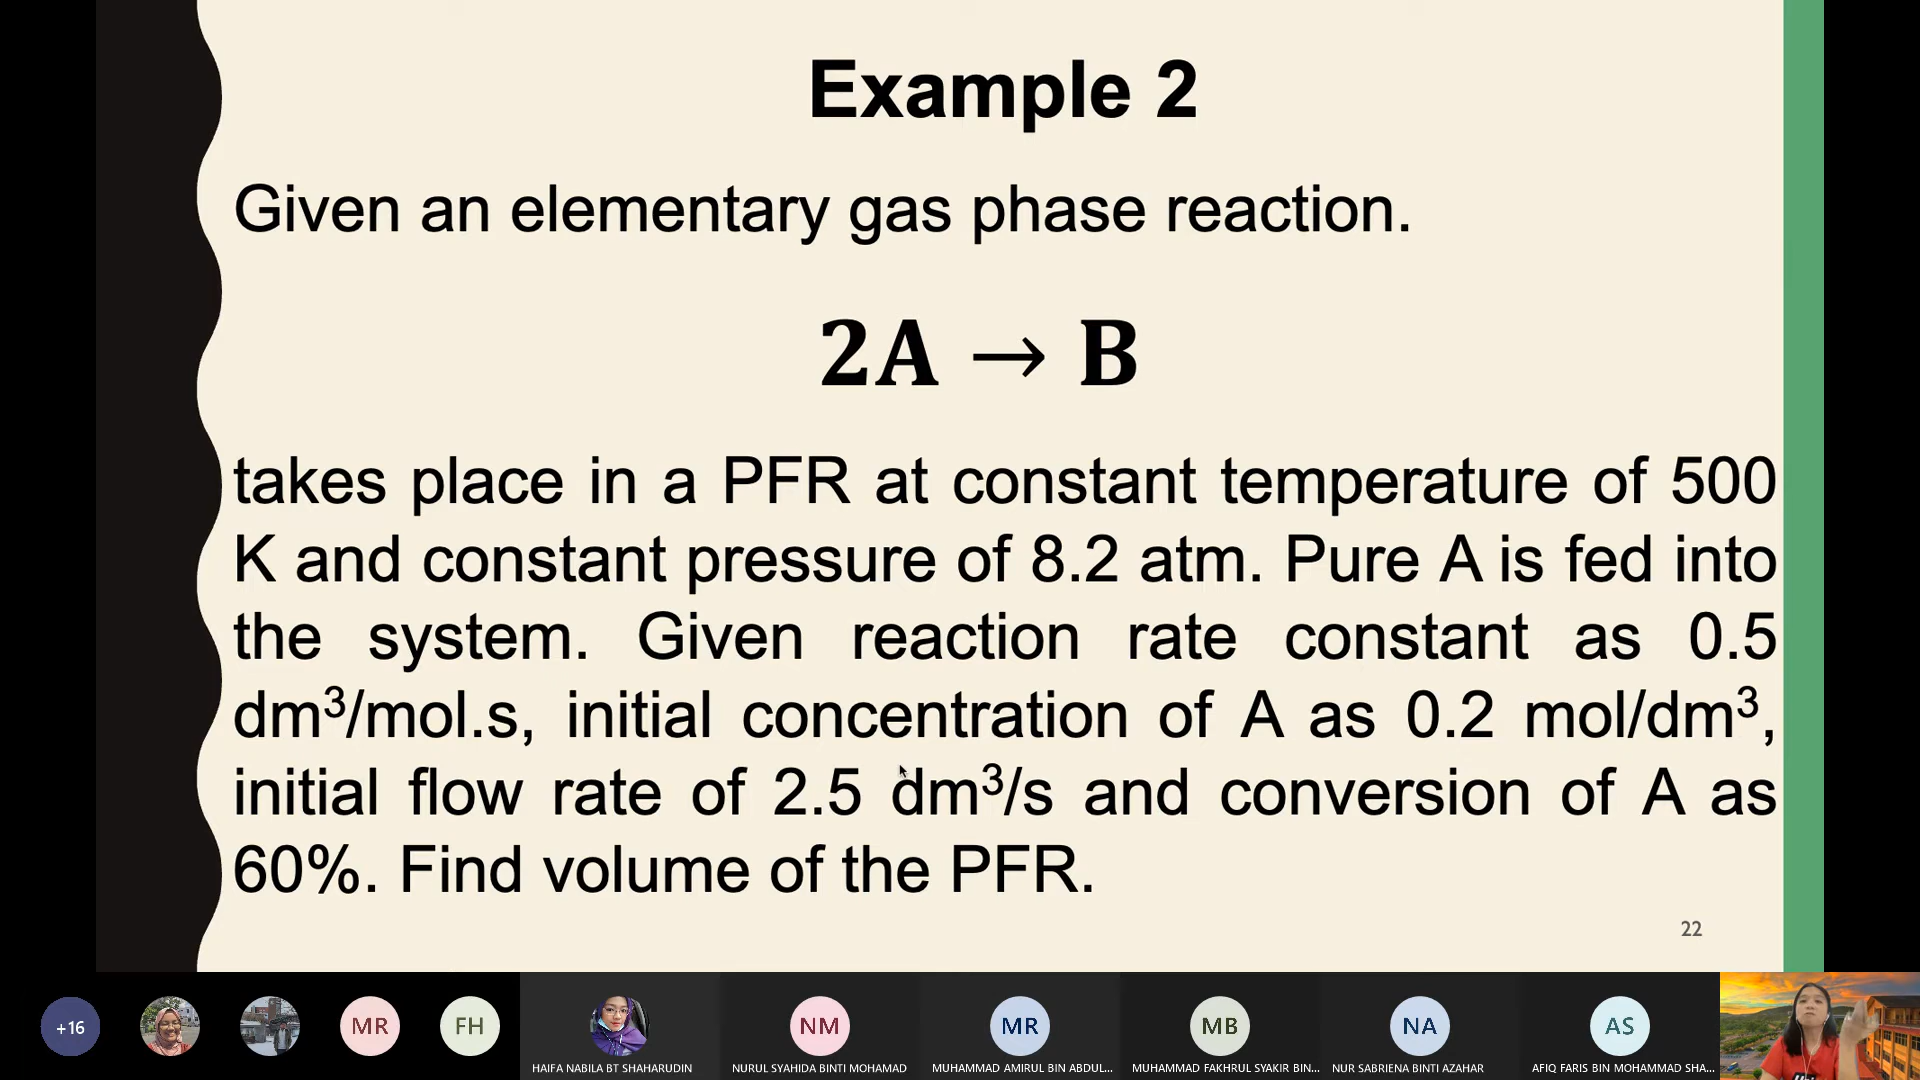 Example 2
Given an elementary gas phase reaction.
2A → B
takes place in a PFR at constant temperature of 500
K and constant pressure of 8.2 atm. Pure A is fed into
the system. Given reaction rate constant as 0.5
dm³/mol.s, initial concentration of A as 0.2 mol/dm³,
initial flow rate of 2.5 dm³/s and conversion of A as
60%. Find volume of the PFR.
22
+16
MR
FH
NM
MR
MB
NA
AS
HAIFA NABILA BT SHAHARUDIN
NURUL SYAHIDA BINTI MOHAMAD
MUHAMMAD AMIRUL BIN ABDUL...
MUHAMMAD FAKHRUL SYAKIR BIN...
NUR SABRIENA BINTI AZAHAR
AFIQ FARIS BIN MOHAMMAD SHA...